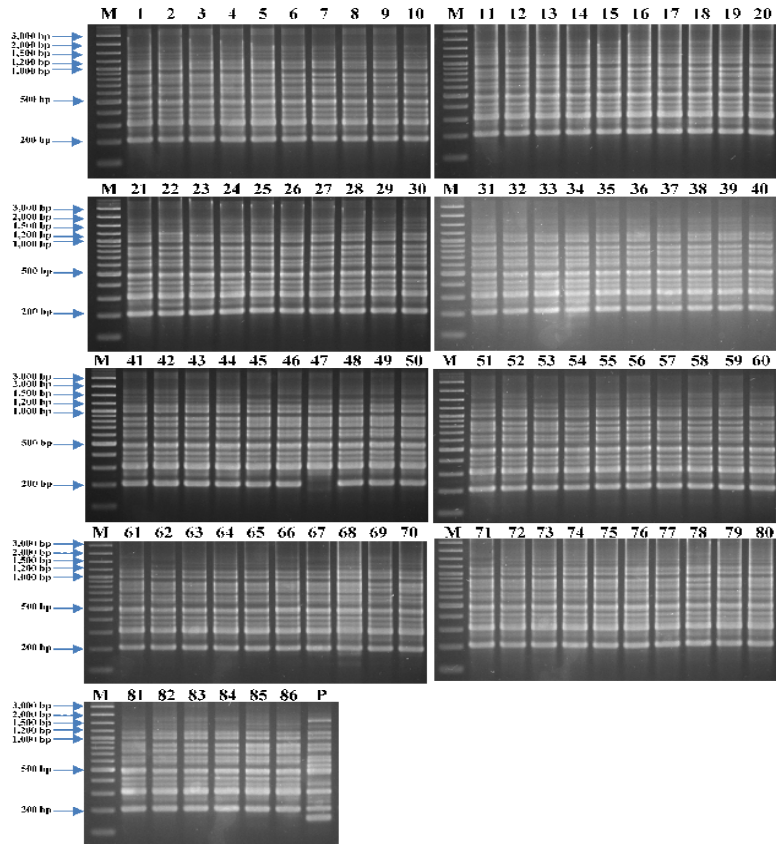 M 1 2 3 4 5 6 7 8 9 10
3,000 bp
2,000 bp
1,500 bp
1,200 bp
1,000 bp
500 bp
200 bp
M 11 12 13 14 15 16 17 18 19 20
M 21 22 23 24 25 26 27 28 29 30
3,000 bp
2,000 bp
1,500 bp
1,200 bp
1,000 bp
500 bp
200 bp
M 31 32 33 34 35 36 37 38 39 40
M 41 42 43 44 45 46 47 48 49 50
3,000 bp
2,000 bp
1,500 bp
1,200 bp
1,000 bp
500 bp
200 bp
M 51 52 53 54 55 56 57 58 59 60
M 61 62 63 64 65 66 67 68 69 70
3,000 bp
2,000 bp
1,500 bp
1,200 bp
1,000 bp
500 bp
200 bp
M 71 72 73 74 75 76 77 78 79 80
M 81 82 83 84 85 86 P
3,000 bp
2,000 bp
1,500 bp
1,200 bp
1,000 bp
500 bp
200 bp